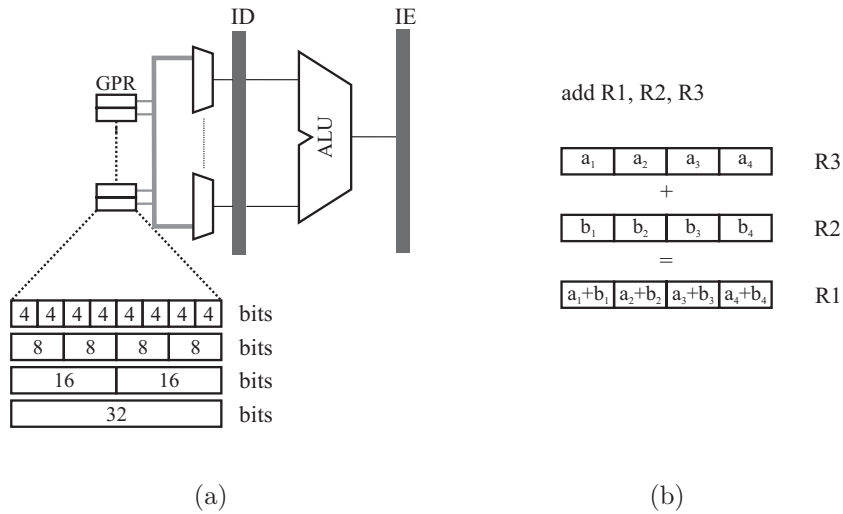 ID
IE
GPR
ALU
4 4 4 4 4 4 4 4 bits
8 8 8 8 bits
16 16 bits
32 bits
(a)
add R1, R2, R3
a₁ a₂ a₃ a₄ R3
+
b₁ b₂ b₃ b₄ R2
=
a₁+b₁ a₂+b₂ a₃+b₃ a₄+b₄ R1
(b)